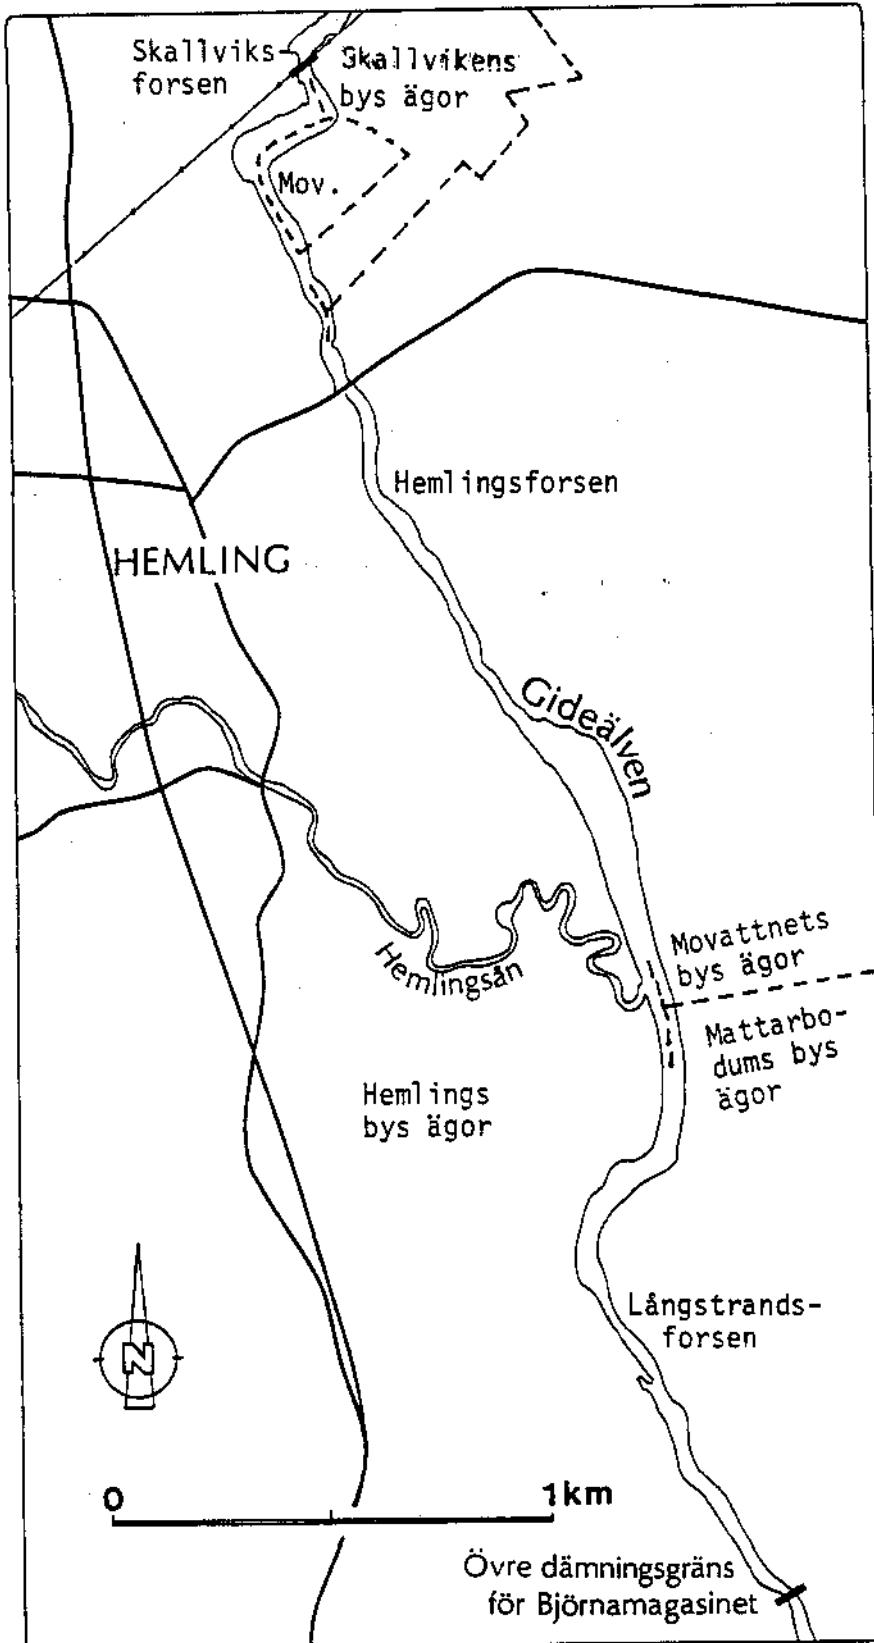 Skallviks-
forsen
Skallvikens
bys ägor
Mov.
Hemlingsforsen
HEMLING
Gideälven
Hemlingsån
Movattnets
bys ägor
Mattarbo-
dums bys
ägor
Hemlings
bys ägor
Långstrands-
forsen
N
0 1km
Övre dämningsgräns
för Björnamagasinet